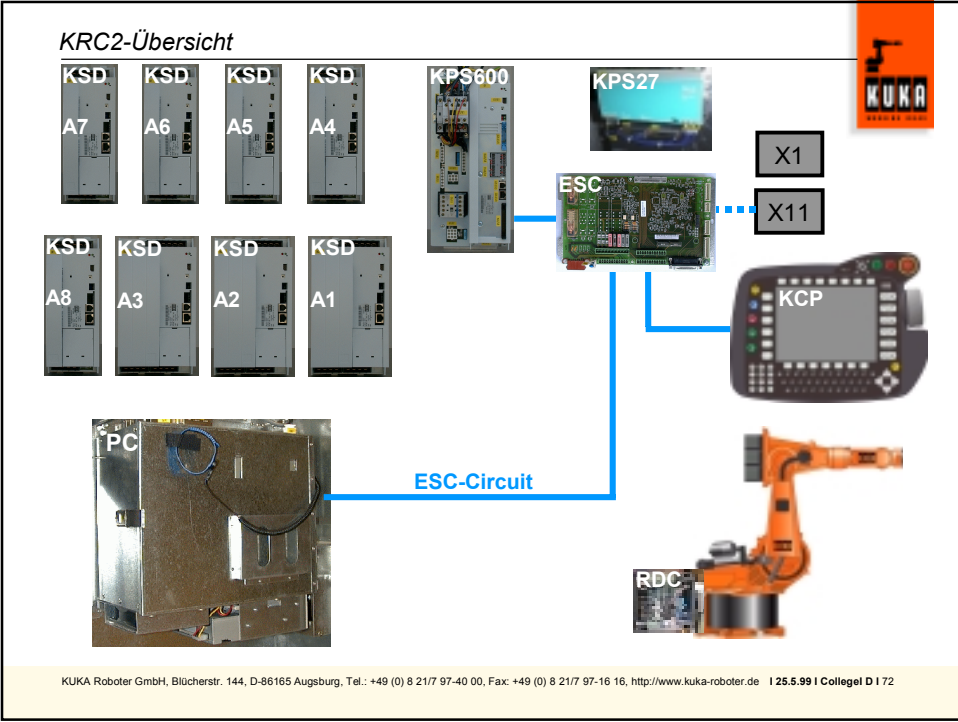 KRC2-Übersicht
KUKA
KSD
A7
KSD
A6
KSD
A5
KSD
A4
KPS600
KPS27
ESC
X1
X11
KSD
A8
KSD
A3
KSD
A2
KSD
A1
KCP
PC
ESC-Circuit
RDC
KUKA Roboter GmbH, Blücherstr. 144, D-86165 Augsburg, Tel.: +49 (0) 8 21/7 97-40 00, Fax: +49 (0) 8 21/7 97-16 16, http://www.kuka-roboter.de I 25.5.99 I CollegeI D I 72